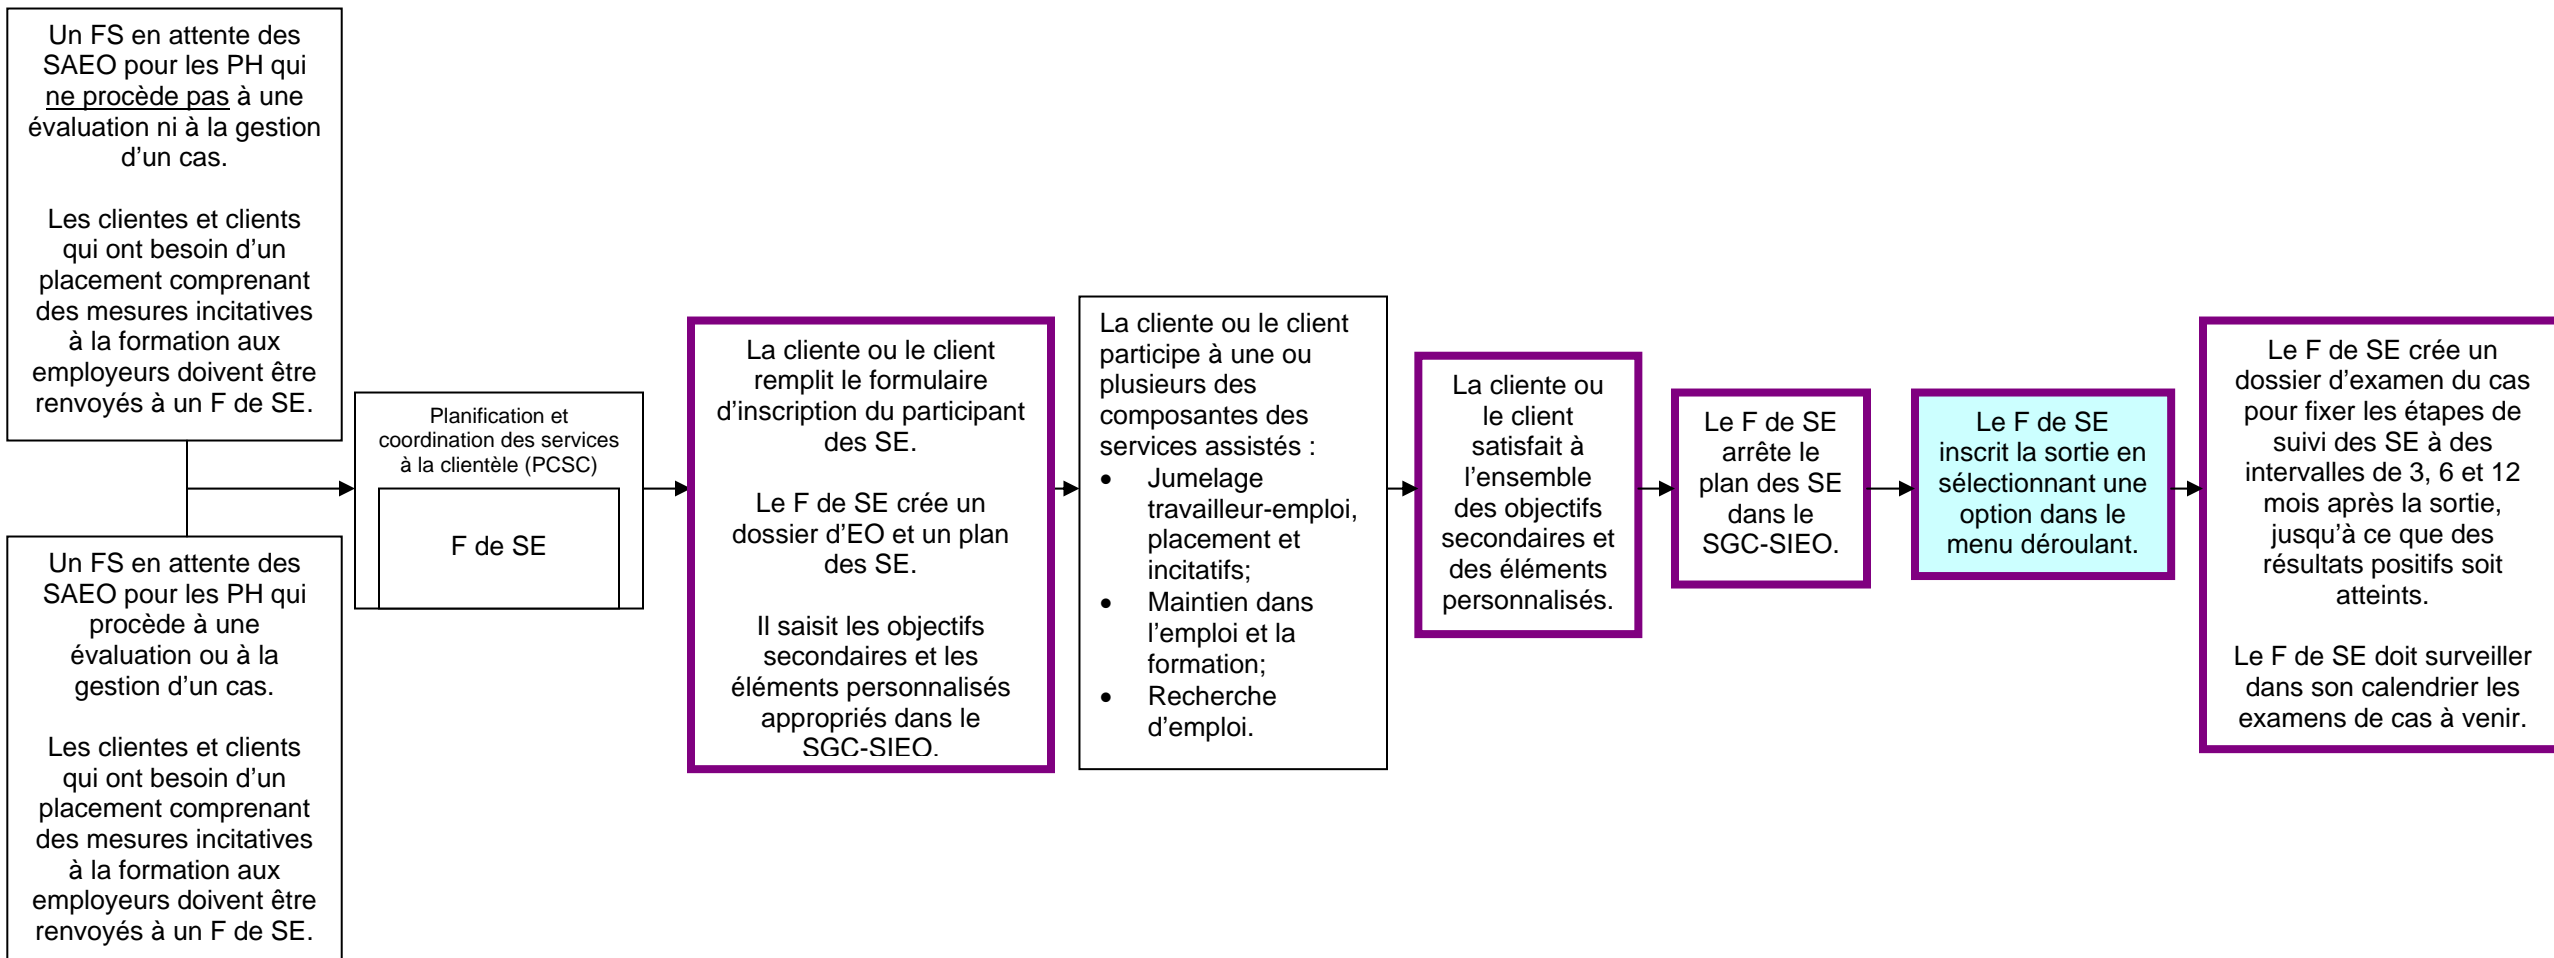 Un FS en attente des
SAEO pour les PH qui
ne procède pas à une
évaluation ni à la gestion
d’un cas.
Les clientes et clients
qui ont besoin d’un
placement comprenant
des mesures incitatives
à la formation aux
employeurs doivent être
renvoyés à un F de SE.
Un FS en attente des
SAEO pour les PH qui
procède à une
évaluation ou à la
gestion d’un cas.
Les clientes et clients
qui ont besoin d’un
placement comprenant
des mesures incitatives
à la formation aux
employeurs doivent être
renvoyés à un F de SE.
Planification et
coordination des services
à la clientèle (PCSC)
F de SE
La cliente ou le client
remplit le formulaire
d’inscription du participant
des SE.
Le F de SE crée un
dossier d’EO et un plan
des SE.
Il saisit les objectifs
secondaires et les
éléments personnalisés
appropriés dans le
SGC-SIEO.
La cliente ou le client
participe à une ou
plusieurs des
composantes des
services assistés :
• Jumelage
travailleur-emploi,
placement et
incitatifs;
• Maintien dans
l’emploi et la
formation;
• Recherche
d’emploi.
La cliente ou
le client
satisfait à
l’ensemble
des objectifs
secondaires et
des éléments
personnalisés.
Le F de SE
arrête le
plan des SE
dans le
SGC-SIEO.
Le F de SE
inscrit la sortie en
sélectionnant une
option dans le
menu déroulant.
Le F de SE crée un
dossier d’examen du cas
pour fixer les étapes de
suivi des SE à des
intervalles de 3, 6 et 12
mois après la sortie,
jusqu’à ce que des
résultats positifs soit
atteints.
Le F de SE doit surveiller
dans son calendrier les
examens de cas à venir.